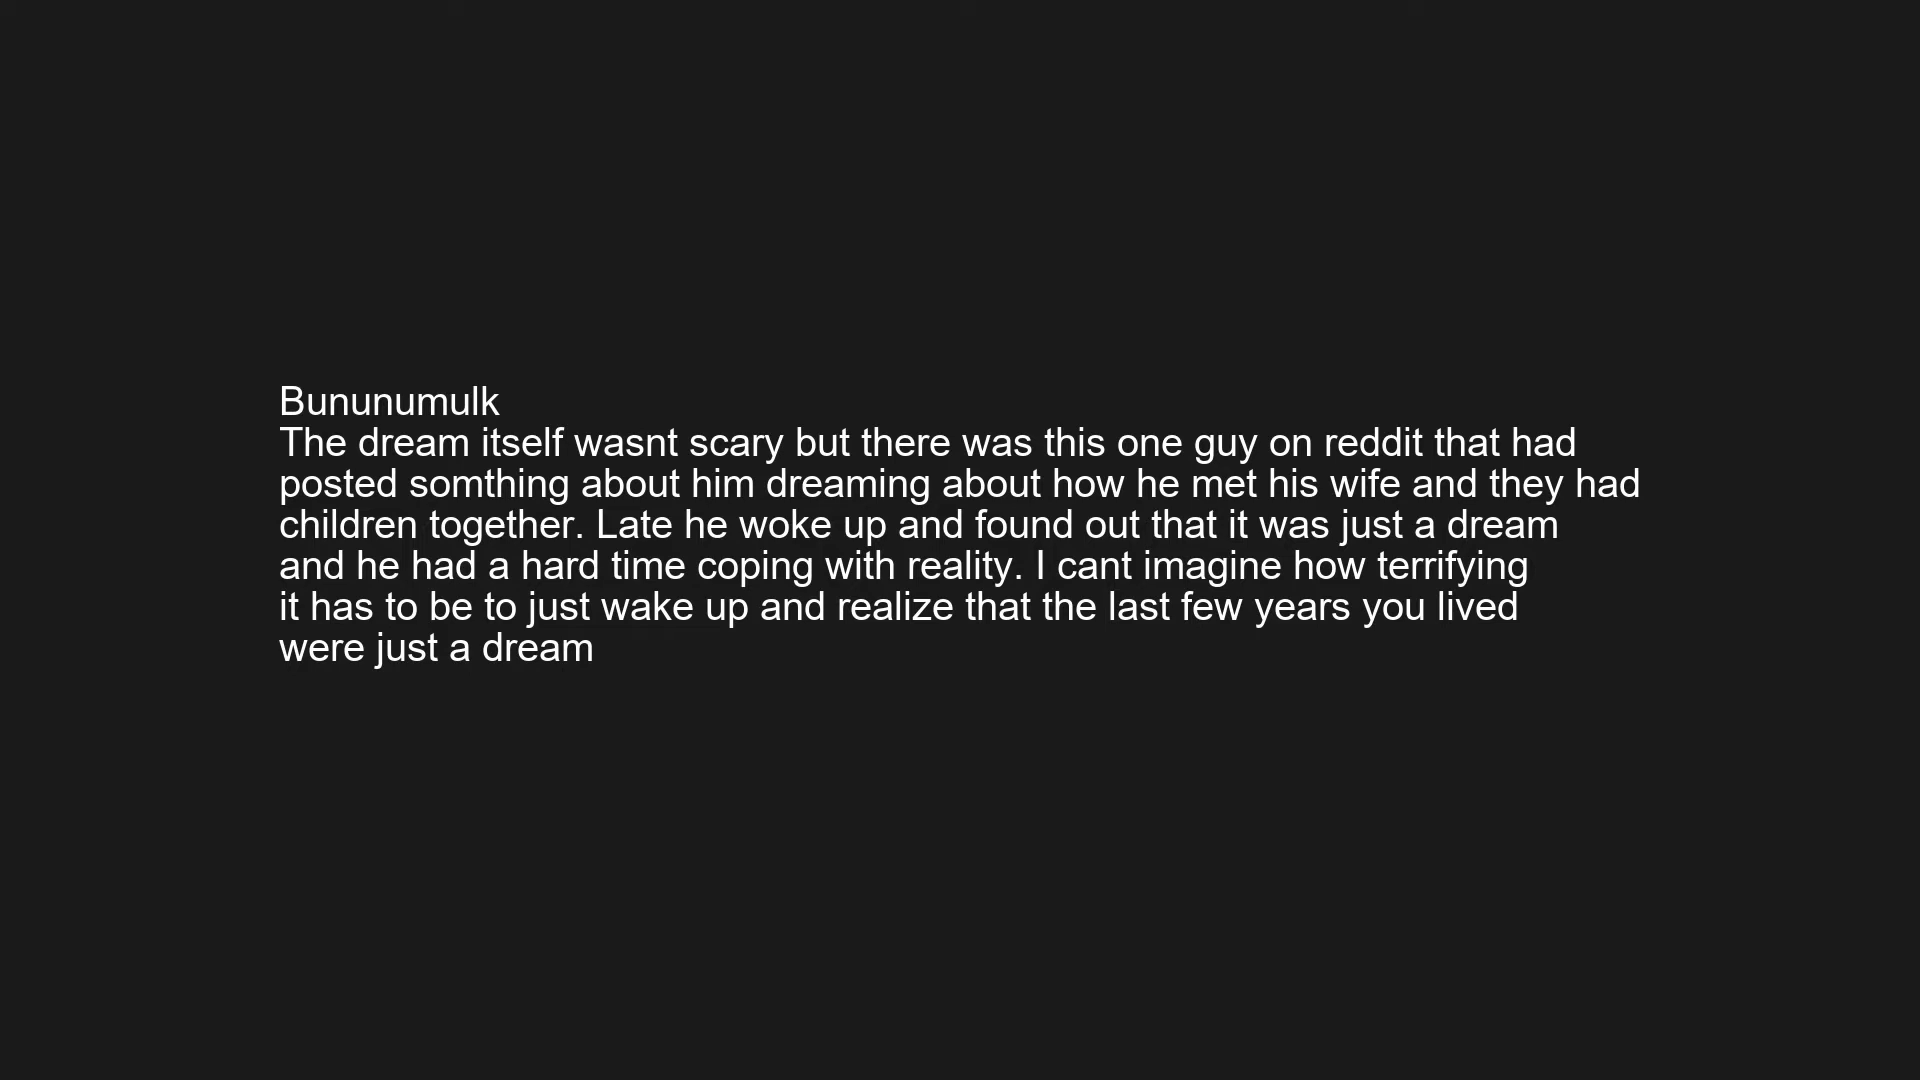 Bununumulk
The dream itself wasnt scary but there was this one guy on reddit that had
posted somthing about him dreaming about how he met his wife and they had
children together. Late he woke up and found out that it was just a dream
and he had a hard time coping with reality. I cant imagine how terrifying
it has to be to just wake up and realize that the last few years you lived
were just a dream